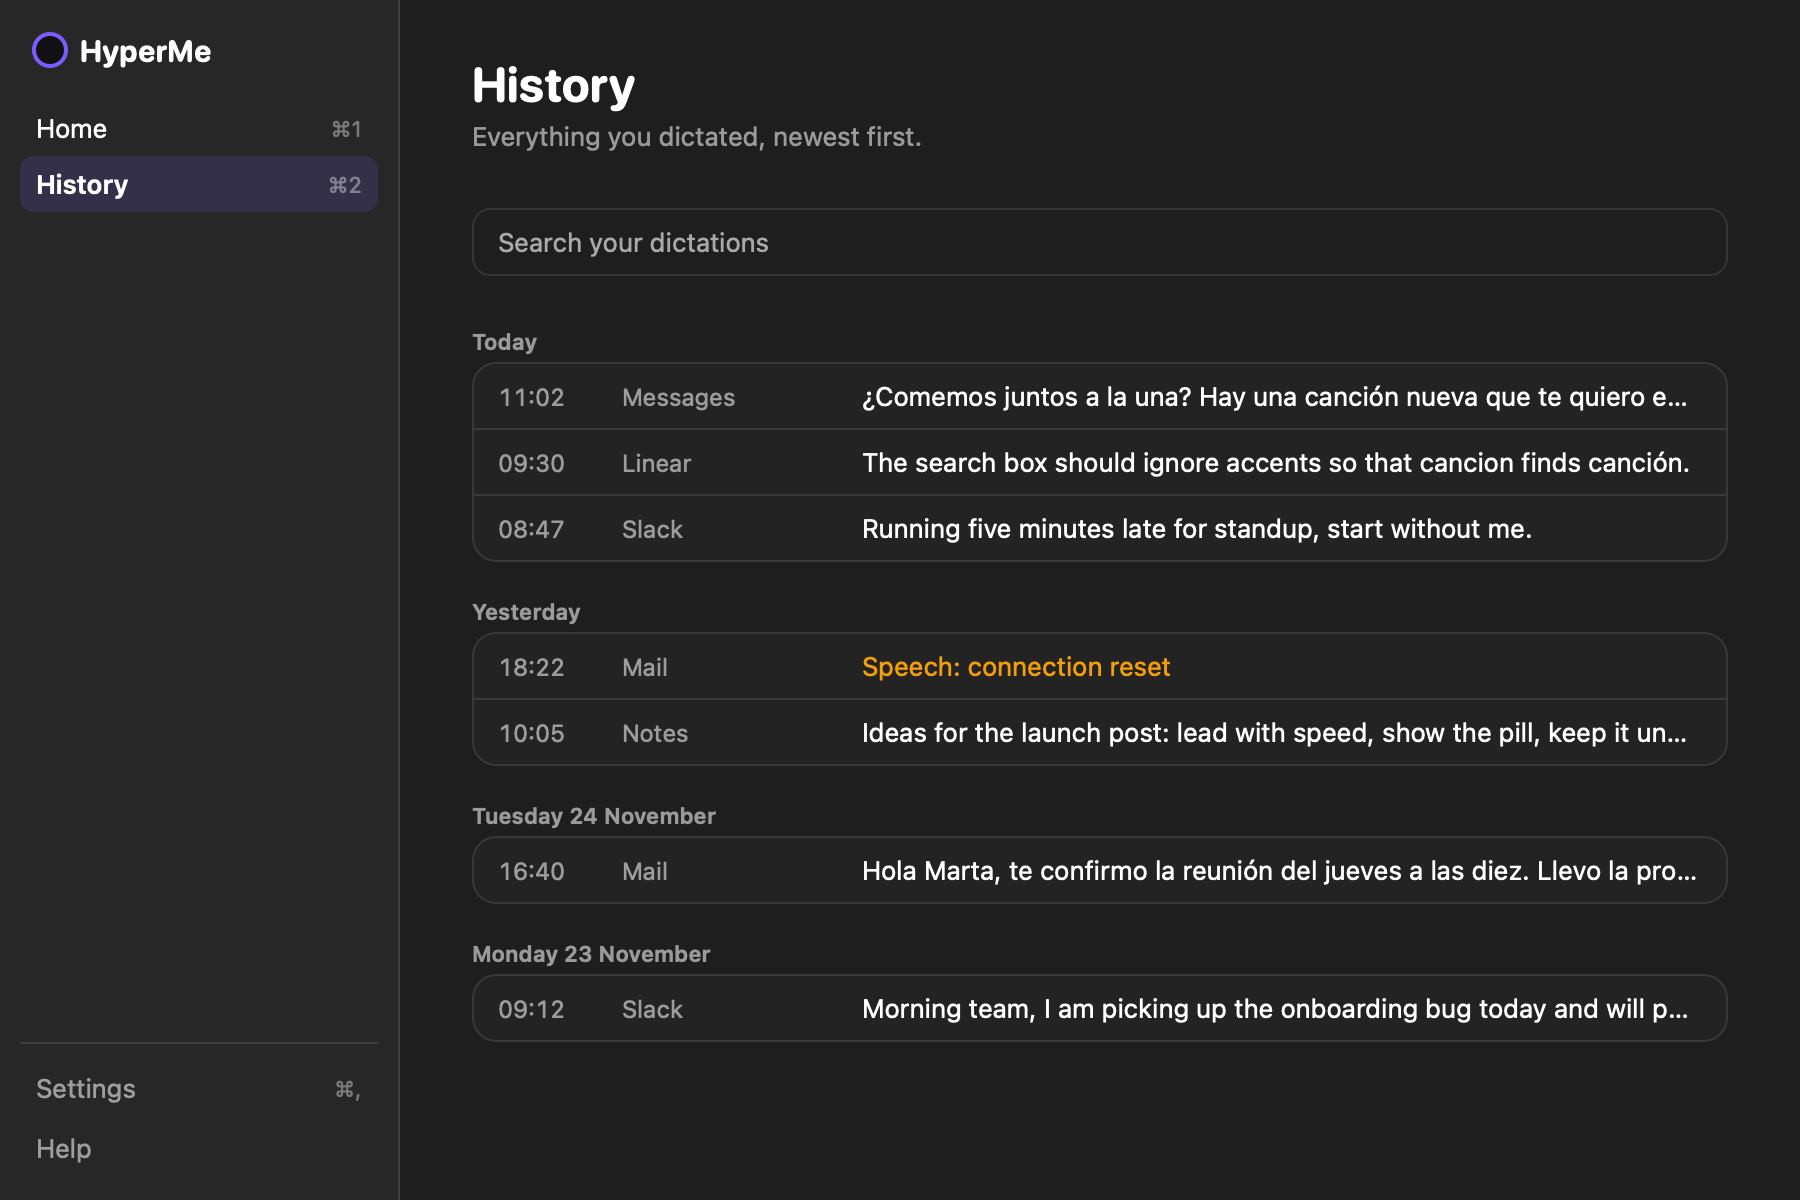 HyperMe
Home ⌘1
History ⌘2
Settings ⌘,
Help
History
Everything you dictated, newest first.
Search your dictations
Today
11:02 Messages ¿Comemos juntos a la una? Hay una canción nueva que te quiero e...
09:30 Linear The search box should ignore accents so that cancion finds canción.
08:47 Slack Running five minutes late for standup, start without me.
Yesterday
18:22 Mail Speech: connection reset
10:05 Notes Ideas for the launch post: lead with speed, show the pill, keep it un...
Tuesday 24 November
16:40 Mail Hola Marta, te confirmo la reunión del jueves a las diez. Llevo la pro...
Monday 23 November
09:12 Slack Morning team, I am picking up the onboarding bug today and will p...